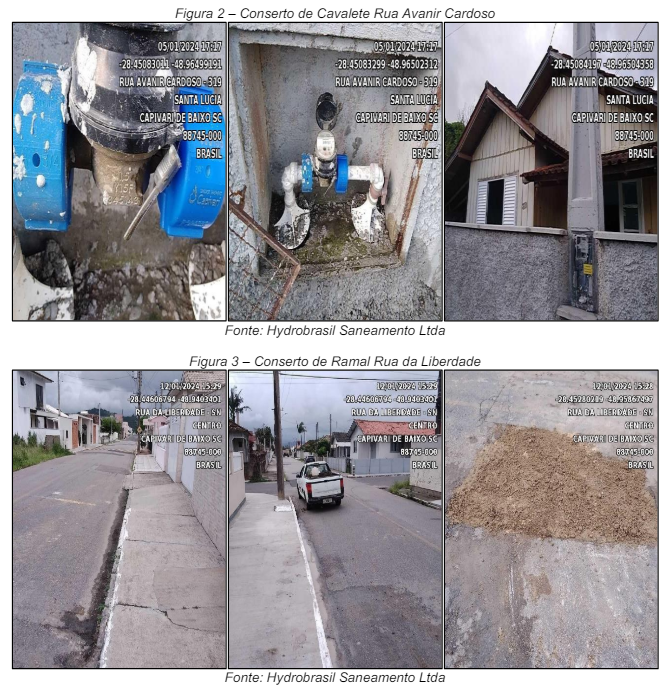 Figura 2 – Conserto de Cavalete Rua Avanir Cardoso
05/01/2024 17:17
-28.45083011 -48.96499191
RUA AVANIR CARDOSO - 319
SANTA LUCIA
CAPIVARI DE BAIXO SC
88745-000
BRASIL
05/01/2024 17:17
-28.45083299 -48.96502312
RUA AVANIR CARDOSO - 319
SANTA LUCIA
CAPIVARI DE BAIXO SC
88745-000
BRASIL
05/01/2024 17:17
-28.45084197 -48.96504358
RUA AVANIR CARDOSO - 319
SANTA LUCIA
CAPIVARI DE BAIXO SC
88745-000
BRASIL
Fonte: Hydrobrasil Saneamento Ltda
Figura 3 – Conserto de Ramal Rua da Liberdade
12/01/2024 15:29
-28.44606794 -48.9403401
RUA DA LIBERDADE - SN
CENTRO
CAPIVARI DE BAIXO SC
88745-000
BRASIL
12/01/2024 15:29
-28.44606794 -48.9403401
RUA DA LIBERDADE - SN
CENTRO
CAPIVARI DE BAIXO SC
88745-000
BRASIL
12/01/2024 15:28
-28.45280209 -48.95867497
RUA DA LIBERDADE - SN
CENTRO
CAPIVARI DE BAIXO SC
88745-000
BRASIL
Fonte: Hydrobrasil Saneamento Ltda